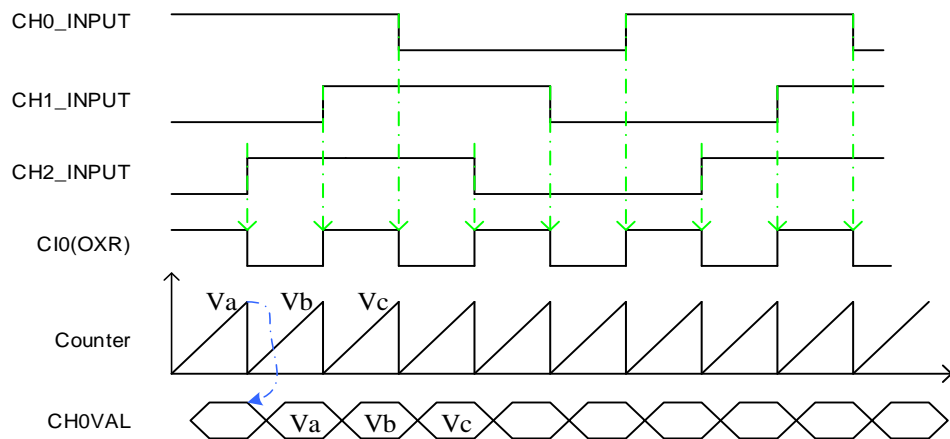 CH0_INPUT
CH1_INPUT
CH2_INPUT
CI0(OXR)
Va Vb Vc
Counter
CH0VAL Va Vb Vc